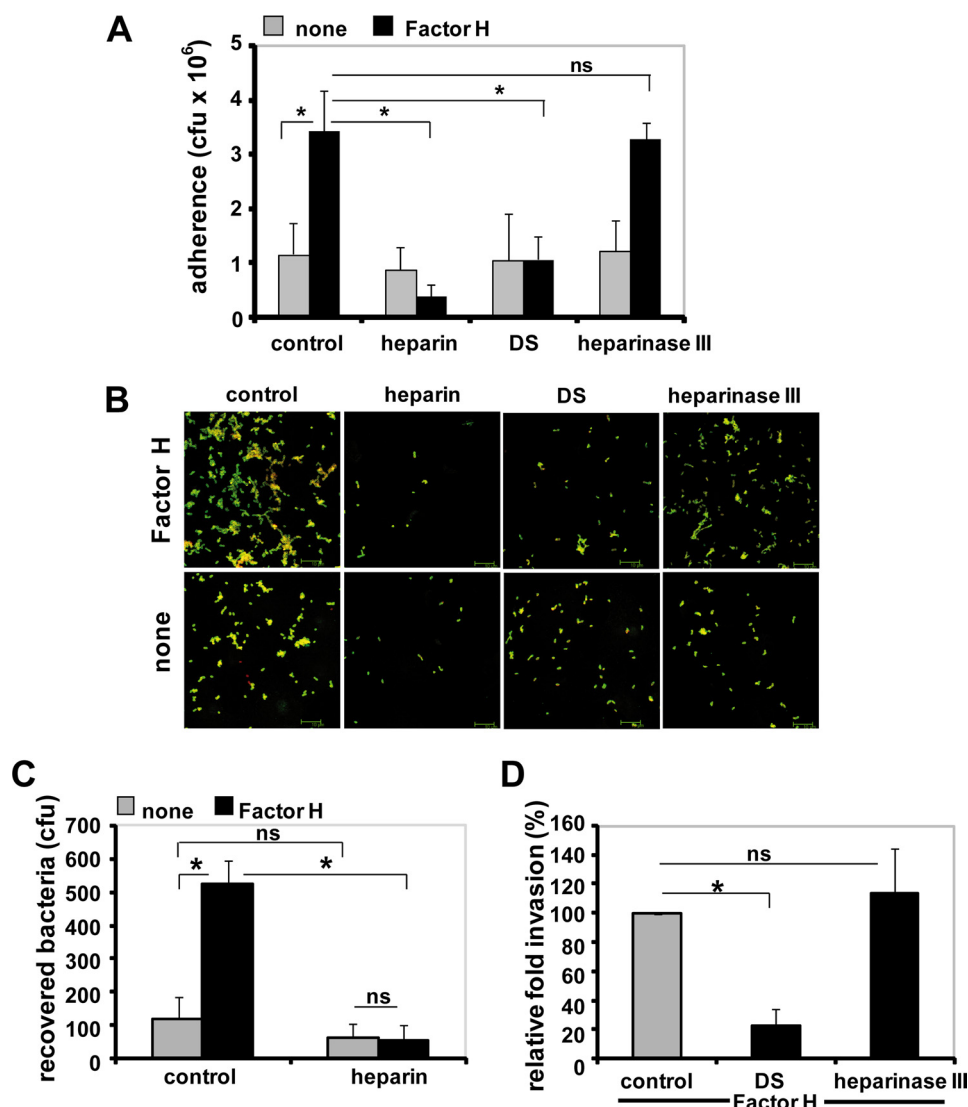 A
none Factor H
adherence (cfu x 10⁶)
5
4
3
2
1
0
ns
*
* *
control heparin DS heparinase III
B
control heparin DS heparinase III
Factor H
none
C
none Factor H
recovered bacteria (cfu)
700
600
500
400
300
200
100
0
ns
* *
ns
control heparin
D
relative fold invasion (%)
160
140
120
100
80
60
40
20
0
ns
*
control DS heparinase III
Factor H